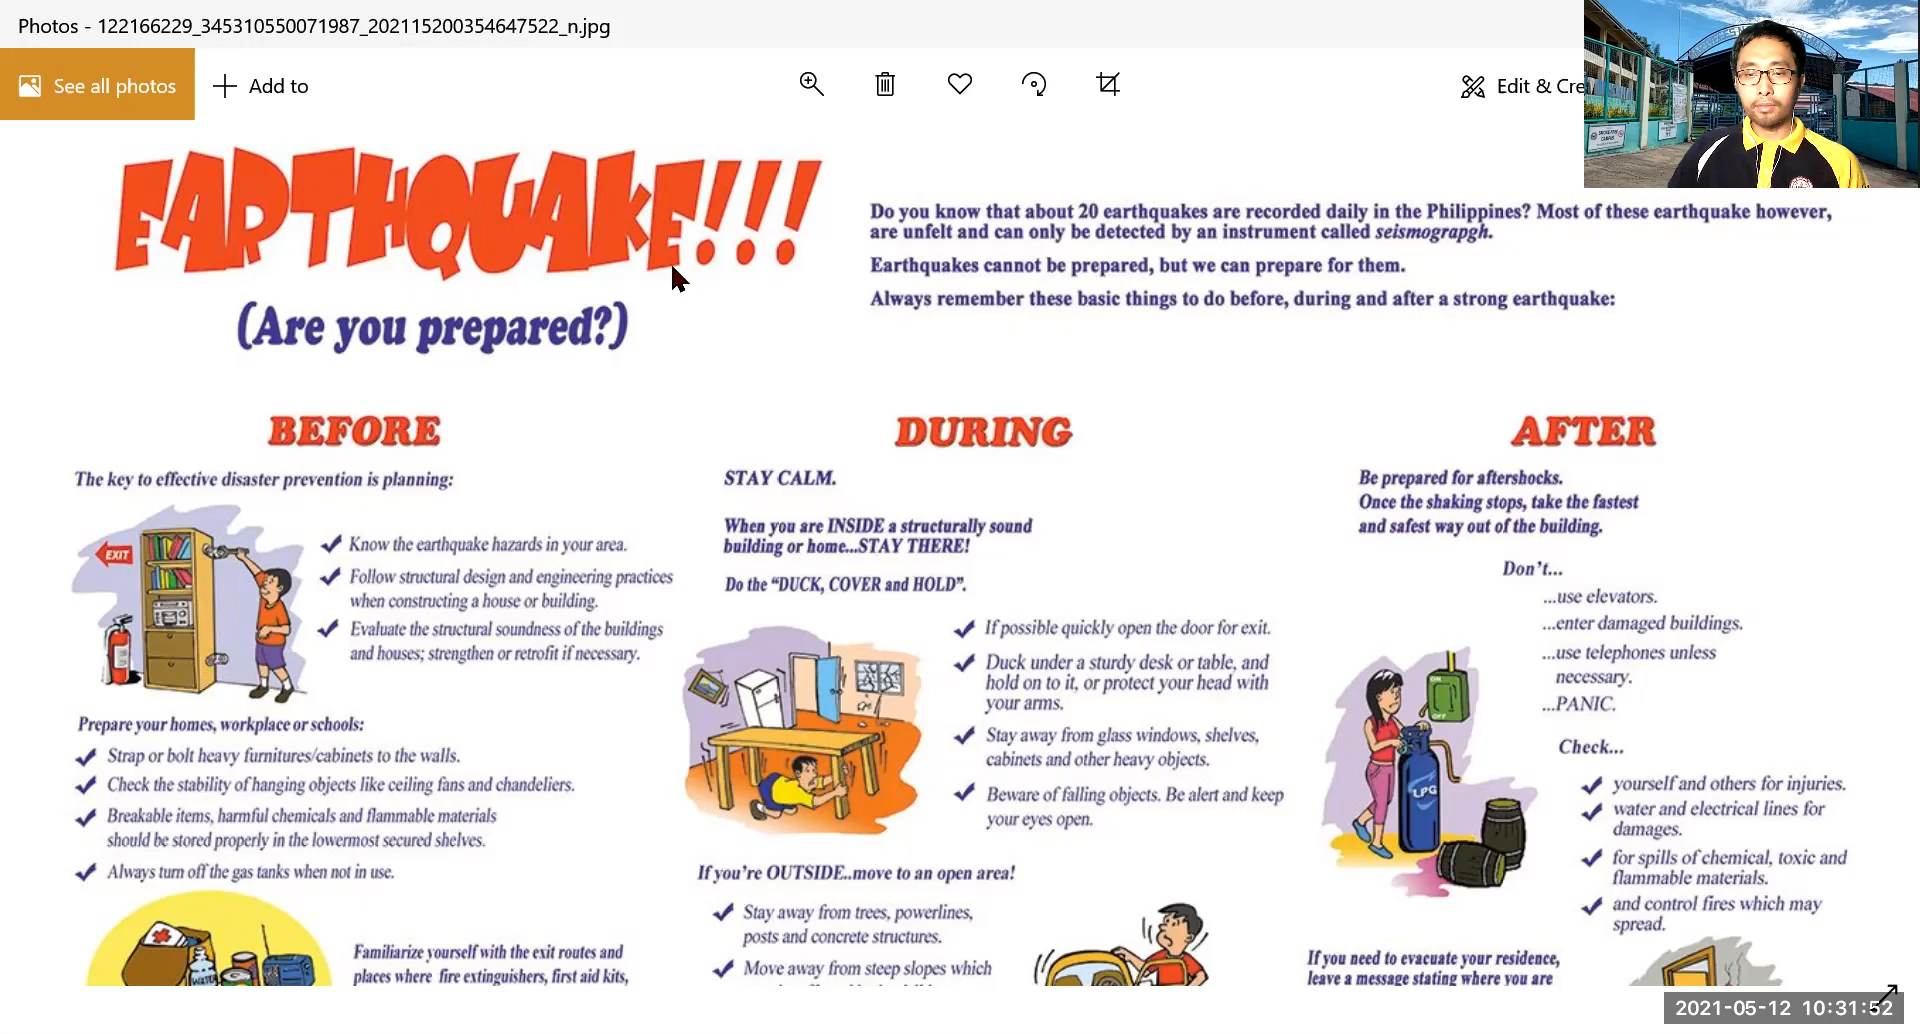 Photos - 122166229_345310550071987_202115200354647522_n.jpg
See all photos
Add to
Edit & Cre
EARTHQUAKE!!!
(Are you prepared?)
Do you know that about 20 earthquakes are recorded daily in the Philippines? Most of these earthquake however,
are unfelt and can only be detected by an instrument called seismograpgh.
Earthquakes cannot be prepared, but we can prepare for them.
Always remember these basic things to do before, during and after a strong earthquake:
BEFORE
The key to effective disaster prevention is planning:
EXIT
Know the earthquake hazards in your area.
Follow structural design and engineering practices
when constructing a house or building.
Evaluate the structural soundness of the buildings
and houses; strengthen or retrofit if necessary.
Prepare your homes, workplace or schools:
Strap or bolt heavy furnitures/cabinets to the walls.
Check the stability of hanging objects like ceiling fans and chandeliers.
Breakable items, harmful chemicals and flammable materials
should be stored properly in the lowermost secured shelves.
Always turn off the gas tanks when not in use.
WATER
Familiarize yourself with the exit routes and
places where fire extinguishers, first aid kits,
DURING
STAY CALM.
When you are INSIDE a structurally sound
building or home...STAY THERE!
Do the “DUCK, COVER and HOLD”.
If possible quickly open the door for exit.
Duck under a sturdy desk or table, and
hold on to it, or protect your head with
your arms.
Stay away from glass windows, shelves,
cabinets and other heavy objects.
Beware of falling objects. Be alert and keep
your eyes open.
If you're OUTSIDE..move to an open area!
Stay away from trees, powerlines,
posts and concrete structures.
Move away from steep slopes which
AFTER
Be prepared for aftershocks.
Once the shaking stops, take the fastest
and safest way out of the building.
Don't...
...use elevators.
...enter damaged buildings.
...use telephones unless
necessary.
...PANIC.
ON
OFF
LPG
Check...
yourself and others for injuries.
water and electrical lines for
damages.
for spills of chemical, toxic and
flammable materials.
and control fires which may
spread.
If you need to evacuate your residence,
leave a message stating where you are
2021-05-12 10:31:52